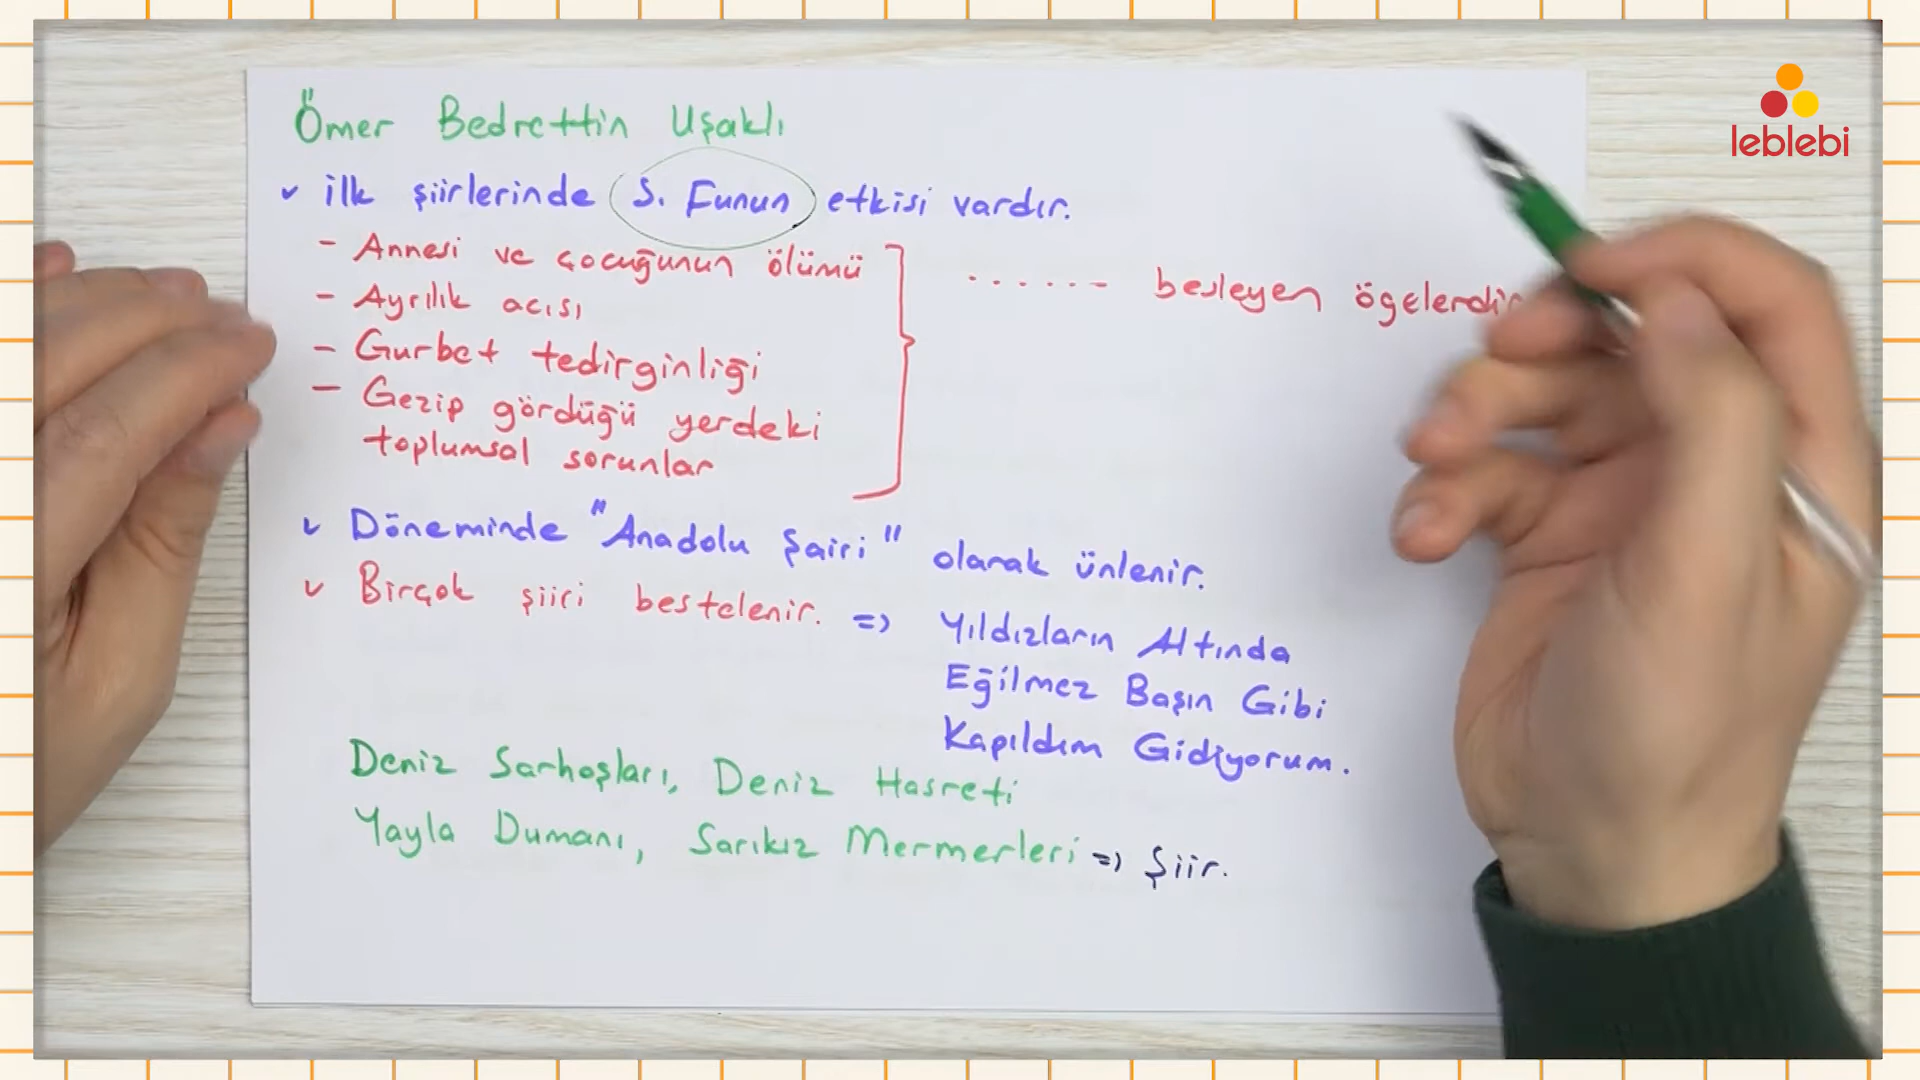 Ömer Bedrettin Uşaklı
leblebi
✓ ilk şiirlerinde S. Funun etkisi vardır.
- Annesi ve çocuğunun ölümü
- Ayrılık acısı
- Gurbet tedirginliği
- Gezip gördüğü yerdeki
toplumsal sorunlar
...... besleyen ögelerdir
✓ Döneminde "Anadolu Şairi" olarak ünlenir.
✓ Birçok şiiri bestelenir. => Yıldızların Altında
Eğilmez Başın Gibi
Kapıldım Gidiyorum.
Deniz Sarhoşları, Deniz Hasreti
Yayla Dumanı, Sarıkız Mermerleri => Şiir.